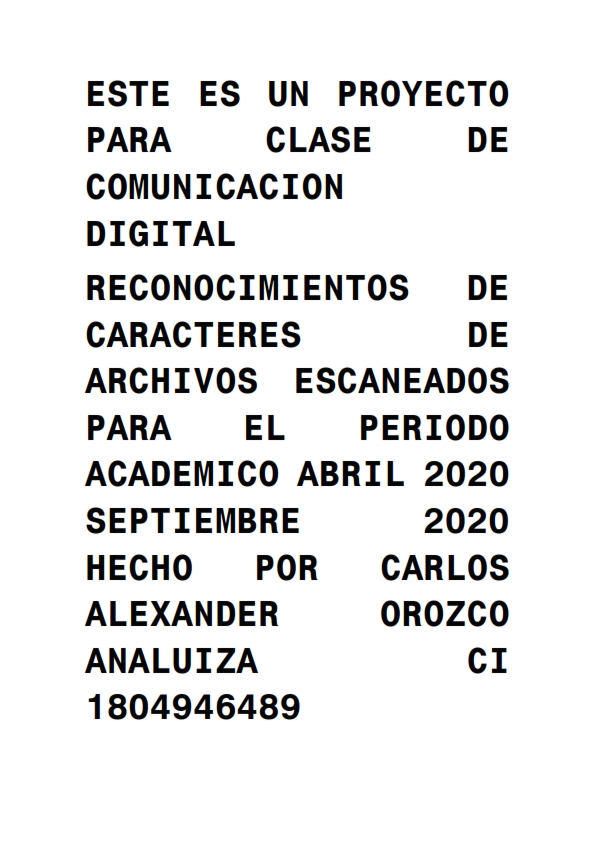 ESTE ES UN PROYECTO
PARA CLASE DE
COMUNICACION
DIGITAL
RECONOCIMIENTOS DE
CARACTERES DE
ARCHIVOS ESCANEADOS
PARA EL PERIODO
ACADEMICO ABRIL 2020
SEPTIEMBRE 2020
HECHO POR CARLOS
ALEXANDER OROZCO
ANALUIZA CI
1804946489